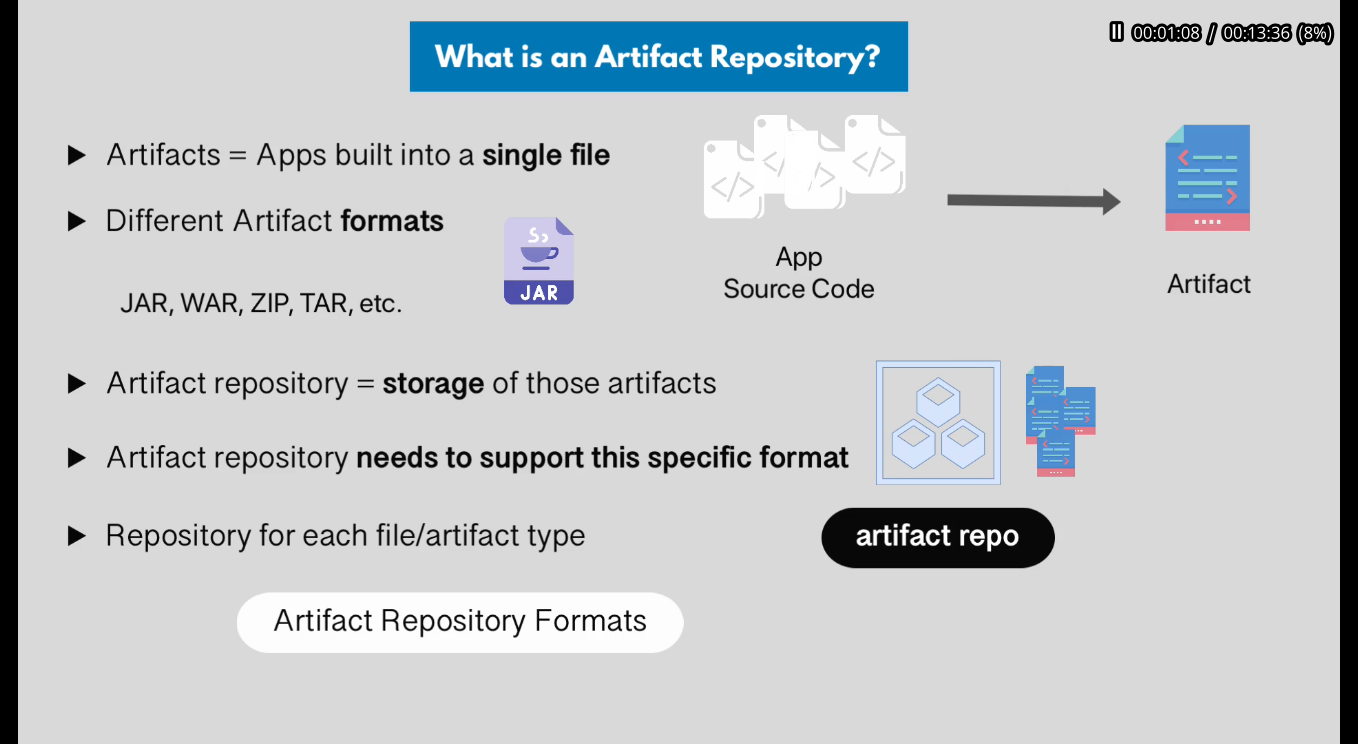 What is an Artifact Repository?
00:01:08 / 00:13:36 (8%)
Artifacts = Apps built into a single file
Different Artifact formats
JAR
JAR, WAR, ZIP, TAR, etc.
App
Source Code
Artifact
Artifact repository = storage of those artifacts
Artifact repository needs to support this specific format
Repository for each file/artifact type
artifact repo
Artifact Repository Formats